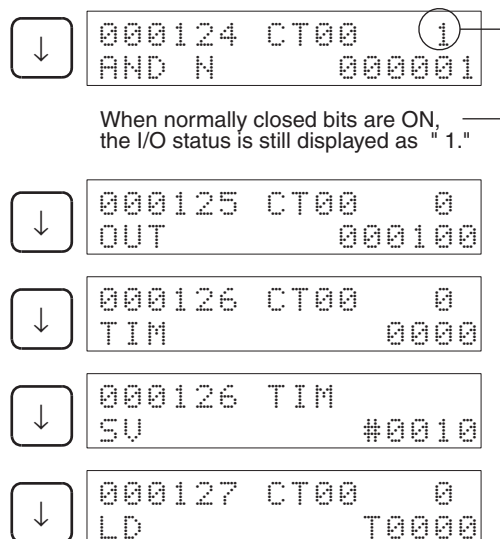 ↓ 000124 CT00 1
AND N 000001
When normally closed bits are ON,
the I/O status is still displayed as " 1."
↓ 000125 CT00 0
OUT 000100
↓ 000126 CT00 0
TIM 0000
↓ 000126 TIM
SV #0010
↓ 000127 CT00 0
LD T0000